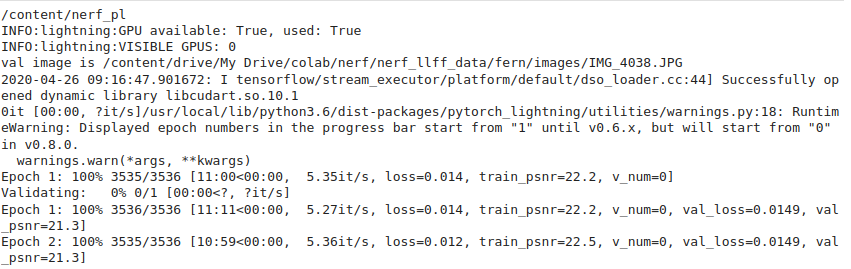 /content/nerf_pl
INFO:lightning:GPU available: True, used: True
INFO:lightning:VISIBLE GPUS: 0
val image is /content/drive/My Drive/colab/nerf/nerf_llff_data/fern/images/IMG_4038.JPG
2020-04-26 09:16:47.901672: I tensorflow/stream_executor/platform/default/dso_loader.cc:44] Successfully op
ened dynamic library libcudart.so.10.1
0it [00:00, ?it/s]/usr/local/lib/python3.6/dist-packages/pytorch_lightning/utilities/warnings.py:18: Runtim
eWarning: Displayed epoch numbers in the progress bar start from "1" until v0.6.x, but will start from "0"
in v0.8.0.
  warnings.warn(*args, **kwargs)
Epoch 1: 100% 3535/3536 [11:00<00:00,  5.35it/s, loss=0.014, train_psnr=22.2, v_num=0]
Validating:   0% 0/1 [00:00<?, ?it/s]
Epoch 1: 100% 3536/3536 [11:11<00:00,  5.27it/s, loss=0.014, train_psnr=22.2, v_num=0, val_loss=0.0149, val
_psnr=21.3]
Epoch 2: 100% 3535/3536 [10:59<00:00,  5.36it/s, loss=0.012, train_psnr=22.5, v_num=0, val_loss=0.0149, val
_psnr=21.3]